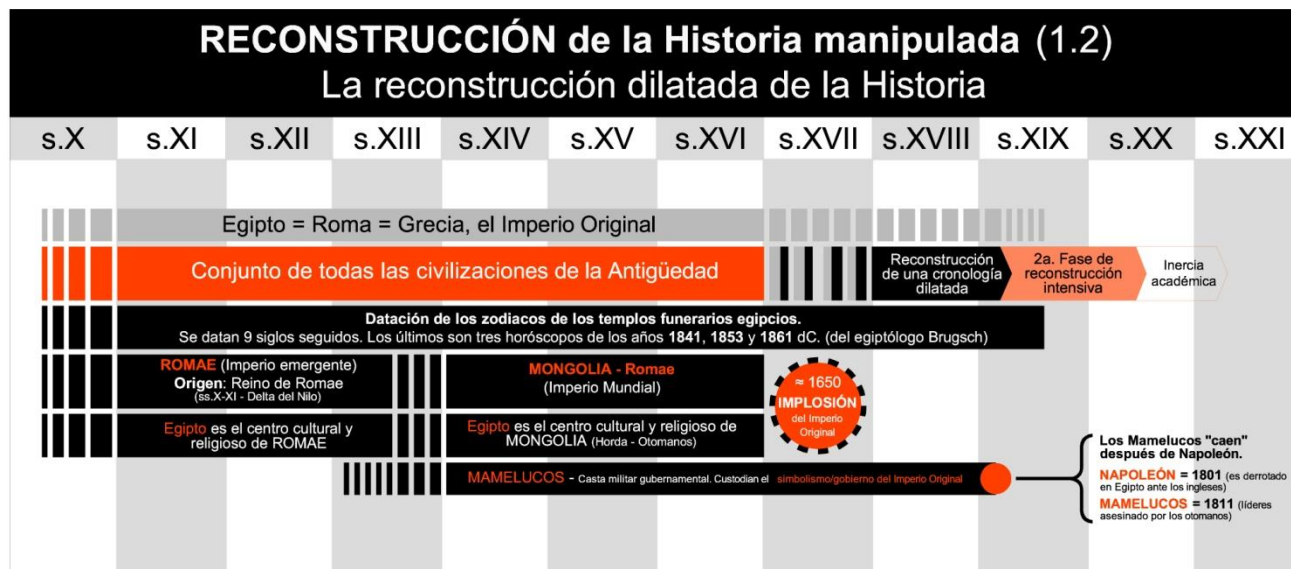 RECONSTRUCCIÓN de la Historia manipulada (1.2)
La reconstrucción dilatada de la Historia
s.X s.XI s.XII s.XIII s.XIV s.XV s.XVI s.XVII s.XVIII s.XIX s.XX s.XXI
Egipto = Roma = Grecia, el Imperio Original
Conjunto de todas las civilizaciones de la Antigüedad
Reconstrucción
de una cronología
dilatada
2a. Fase de
reconstrucción
intensiva
Inercia
académica
Datación de los zodiacos de los templos funerarios egipcios.
Se datan 9 siglos seguidos. Los últimos son tres horóscopos de los años 1841, 1853 y 1861 dC. (del egiptólogo Brugsch)
ROMAE (Imperio emergente)
Origen: Reino de Romae
(ss.X-XI - Delta del Nilo)
MONGOLIA - Romae
(Imperio Mundial)
≈ 1650
IMPLOSIÓN
del Imperio
Original
Egipto es el centro cultural y
religioso de ROMAE
Egipto es el centro cultural y religioso de
MONGOLIA (Horda - Otomanos)
MAMELUCOS - Casta militar gubernamental. Custodian el simbolismo/gobierno del Imperio Original
Los Mamelucos "caen"
después de Napoleón.
NAPOLEÓN = 1801 (es derrotado
en Egipto ante los ingleses)
MAMELUCOS = 1811 (líderes
asesinado por los otomanos)